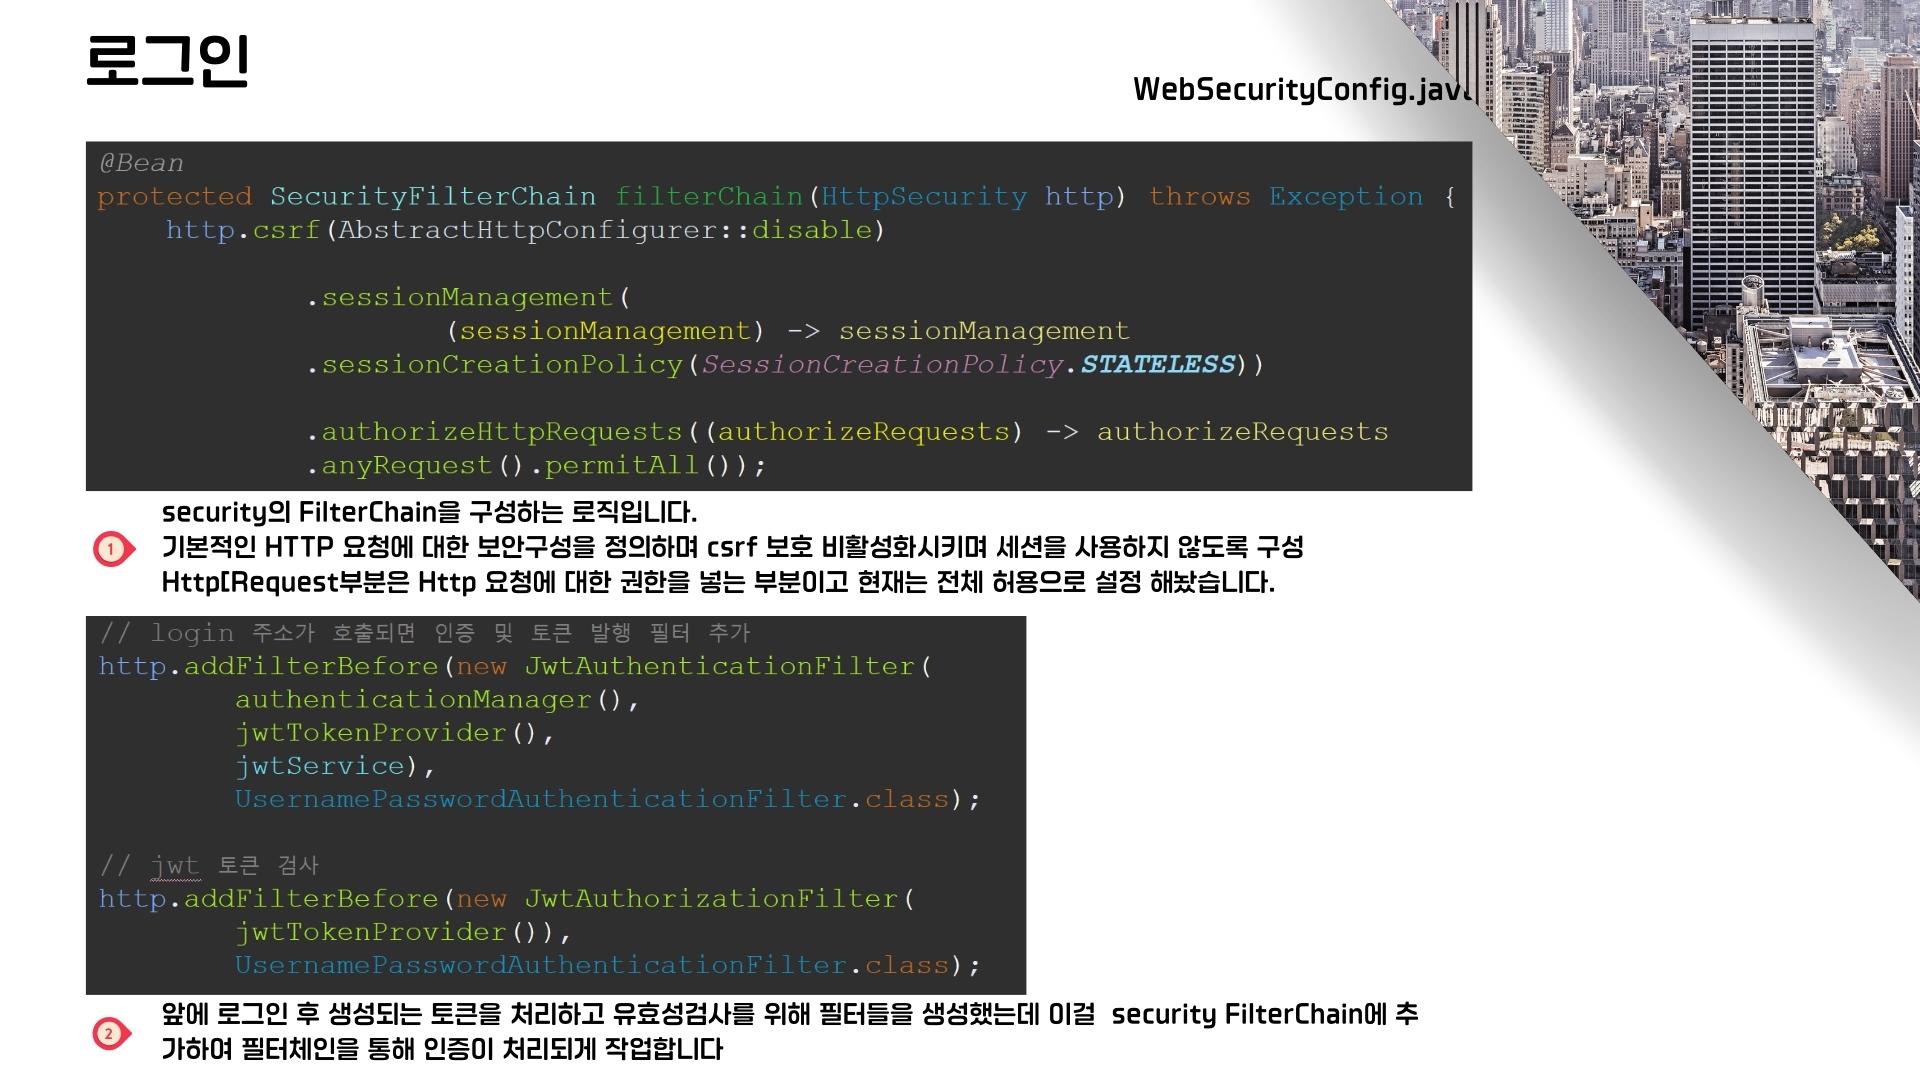 로그인
WebSecurityConfig.java
@Bean
protected SecurityFilterChain filterChain(HttpSecurity http) throws Exception {
http.csrf(AbstractHttpConfigurer::disable)
.sessionManagement(
(sessionManagement) -> sessionManagement
.sessionCreationPolicy(SessionCreationPolicy.STATELESS))
.authorizeHttpRequests((authorizeRequests) -> authorizeRequests
.anyRequest().permitAll());
security의 FilterChain을 구성하는 로직입니다.
1
기본적인 HTTP 요청에 대한 보안구성을 정의하며 csrf 보호 비활성화시키며 세션을 사용하지 않도록 구성
Http[Request부분은 Http 요청에 대한 권한을 넣는 부분이고 현재는 전체 허용으로 설정 해놨습니다.
// login 주소가 호출되면 인증 및 토큰 발행 필터 추가
http.addFilterBefore(new JwtAuthenticationFilter(
authenticationManager(),
jwtTokenProvider(),
jwtService),
UsernamePasswordAuthenticationFilter.class);
// jwt 토큰 검사
http.addFilterBefore(new JwtAuthorizationFilter(
jwtTokenProvider()),
UsernamePasswordAuthenticationFilter.class);
2
앞에 로그인 후 생성되는 토큰을 처리하고 유효성검사를 위해 필터들을 생성했는데 이걸 security FilterChain에 추
가하여 필터체인을 통해 인증이 처리되게 작업합니다